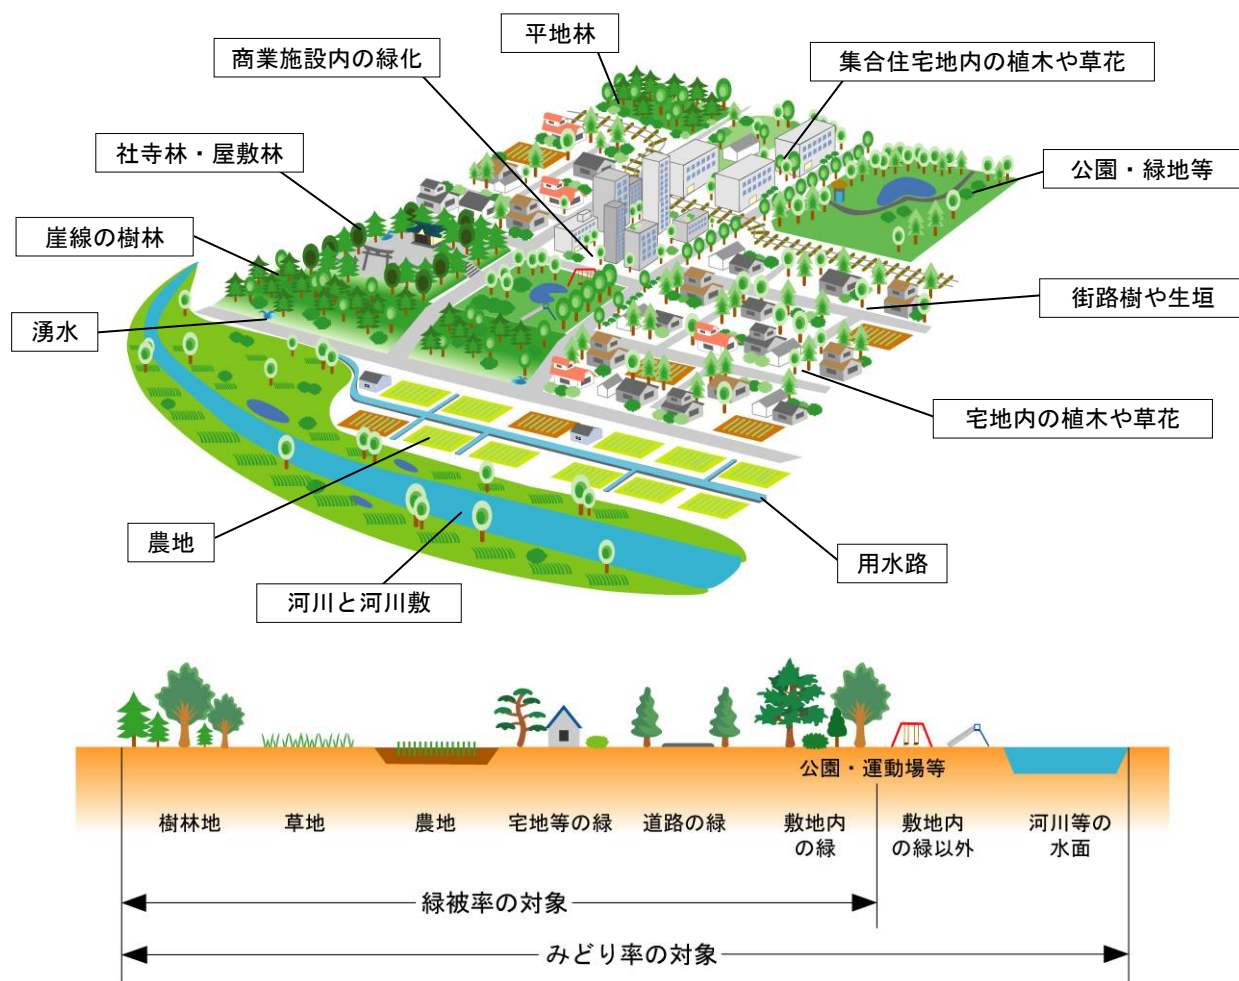 平地林
商業施設内の緑化
集合住宅地内の植木や草花
社寺林・屋敷林
公園・緑地等
崖線の樹林
街路樹や生垣
湧水
宅地内の植木や草花
農地
用水路
河川と河川敷
公園・運動場等
樹林地
草地
農地
宅地等の緑
道路の緑
敷地内
の緑
敷地内
の緑以外
河川等の
水面
緑被率の対象
みどり率の対象